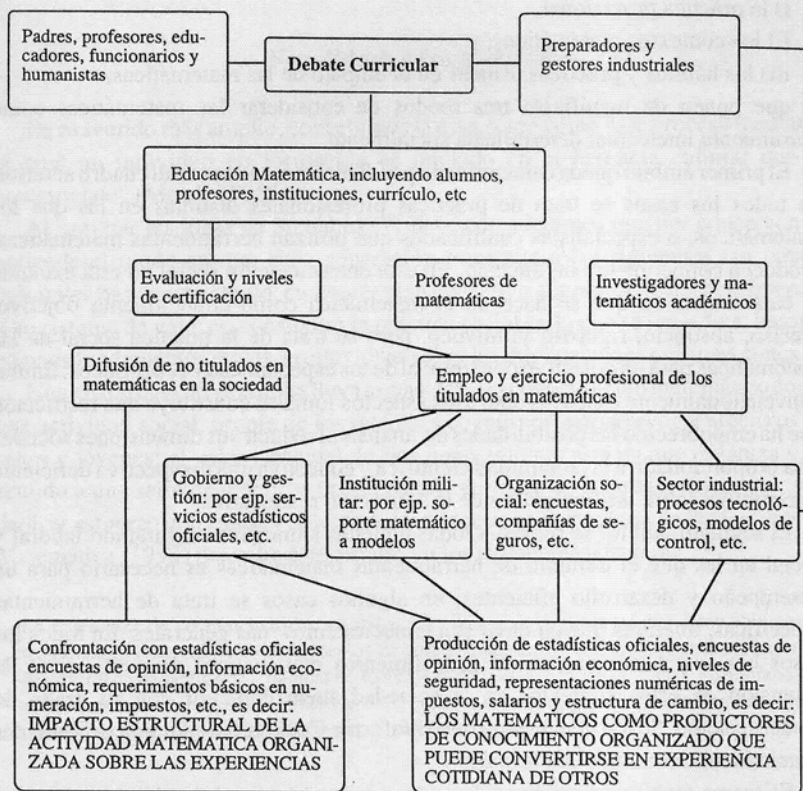 Padres, profesores, edu-
cadores, funcionarios y
humanistas
Debate Curricular
Preparadores y
gestores industriales
Educación Matemática, incluyendo alumnos,
profesores, instituciones, currículo, etc
Evaluación y niveles
de certificación
Profesores de
matemáticas
Investigadores y ma-
temáticos académicos
Difusión de no titulados en
matemáticas en la sociedad
Empleo y ejercicio profesional de los
titulados en matemáticas
Gobierno y ges-
tión: por ej. ser-
vicios estadísticos
oficiales, etc.
Institución mili-
tar: por ej. so-
porte matemático
a modelos
Organización so-
cial: encuestas,
compañías de se-
guros, etc.
Sector industrial:
procesos tecnoló-
gicos, modelos de
control, etc.
Confrontación con estadísticas oficiales
encuestas de opinión, información eco-
nómica, requerimientos básicos en nu-
meración, impuestos, etc., es decir:
IMPACTO ESTRUCTURAL DE LA
ACTIVIDAD MATEMATICA ORGANI-
ZADA SOBRE LAS EXPERIENCIAS
Producción de estadísticas oficiales, encuestas de
opinión, información económica, niveles de
seguridad, representaciones numéricas de im-
puestos, salarios y estructura de cambio, es decir:
LOS MATEMATICOS COMO PRODUCTORES
DE CONOCIMIENTO ORGANIZADO QUE
PUEDE CONVERTIRSE EN EXPERIENCIA
COTIDIANA DE OTROS